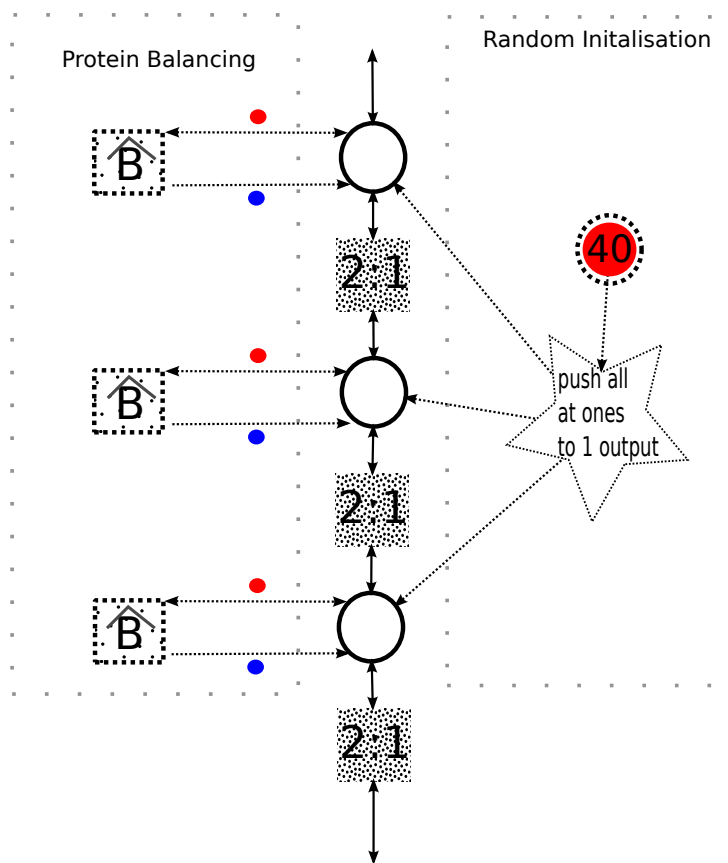 Protein Balancing
Random Initalisation
B
2:1
40
push all
at ones
to 1 output
B
2:1
B
2:1